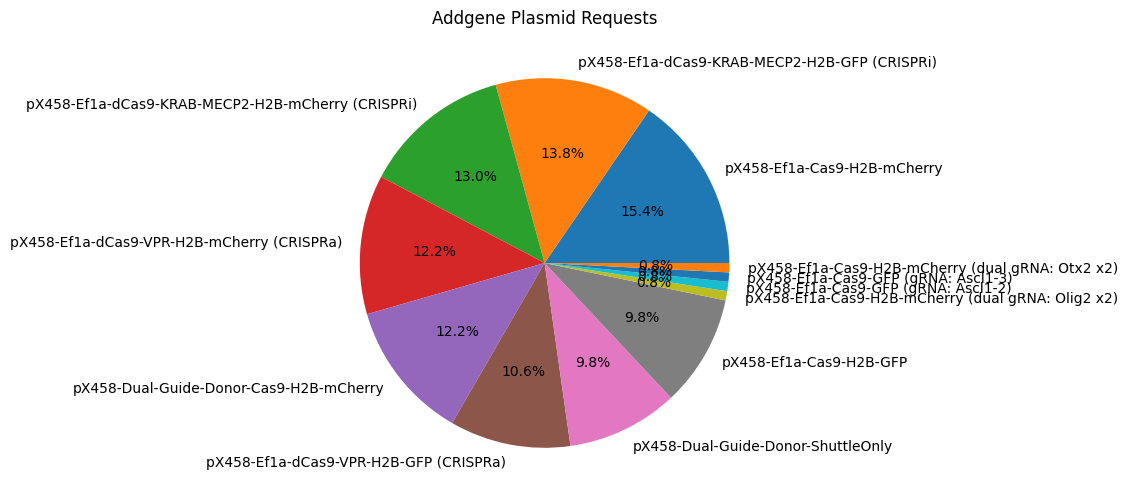 Addgene Plasmid Requests
pX458-Ef1a-dCas9-KRAB-MECP2-H2B-GFP (CRISPRi)
pX458-Ef1a-dCas9-KRAB-MECP2-H2B-mCherry (CRISPRi)
13.8%
pX458-Ef1a-Cas9-H2B-mCherry
13.0%
15.4%
pX458-Ef1a-dCas9-VPR-H2B-mCherry (CRISPRa)
12.2%
0.8%
pX458-Ef1a-Cas9-H2B-mCherry (dual gRNA: Otx2 x2)
0.8%
pX458-Ef1a-Cas9-GFP (gRNA: Ascl1-3)
0.8%
pX458-Ef1a-Cas9-GFP (gRNA: Ascl1-2)
0.8%
pX458-Ef1a-Cas9-H2B-mCherry (dual gRNA: Olig2 x2)
9.8%
12.2%
pX458-Ef1a-Cas9-H2B-GFP
9.8%
10.6%
pX458-Dual-Guide-Donor-Cas9-H2B-mCherry
pX458-Dual-Guide-Donor-ShuttleOnly
pX458-Ef1a-dCas9-VPR-H2B-GFP (CRISPRa)